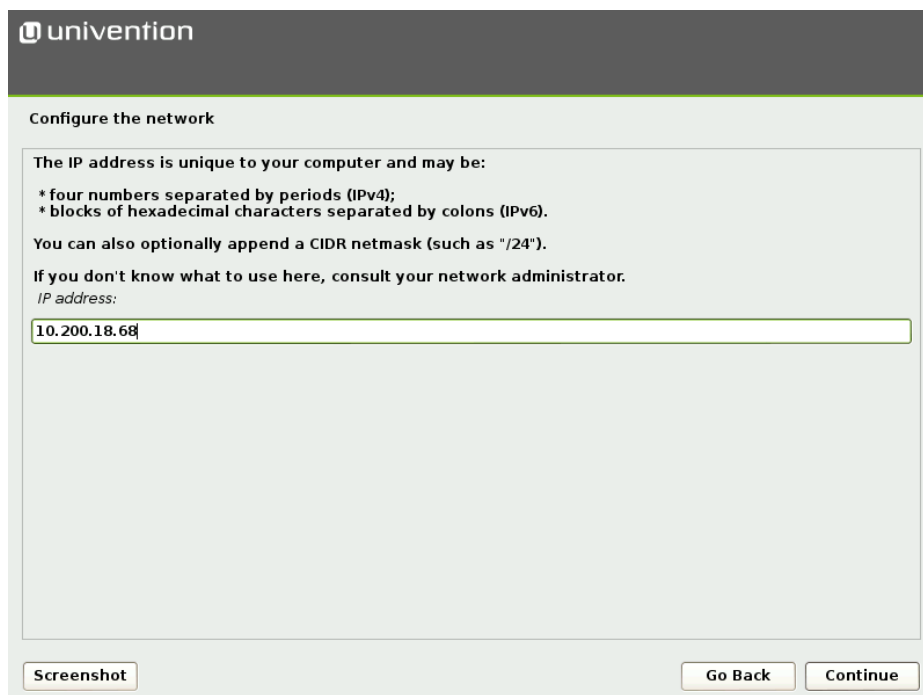 univention
Configure the network
The IP address is unique to your computer and may be:
* four numbers separated by periods (IPv4);
* blocks of hexadecimal characters separated by colons (IPv6).
You can also optionally append a CIDR netmask (such as "/24").
If you don't know what to use here, consult your network administrator.
IP address:
10.200.18.68
Screenshot
Go Back
Continue